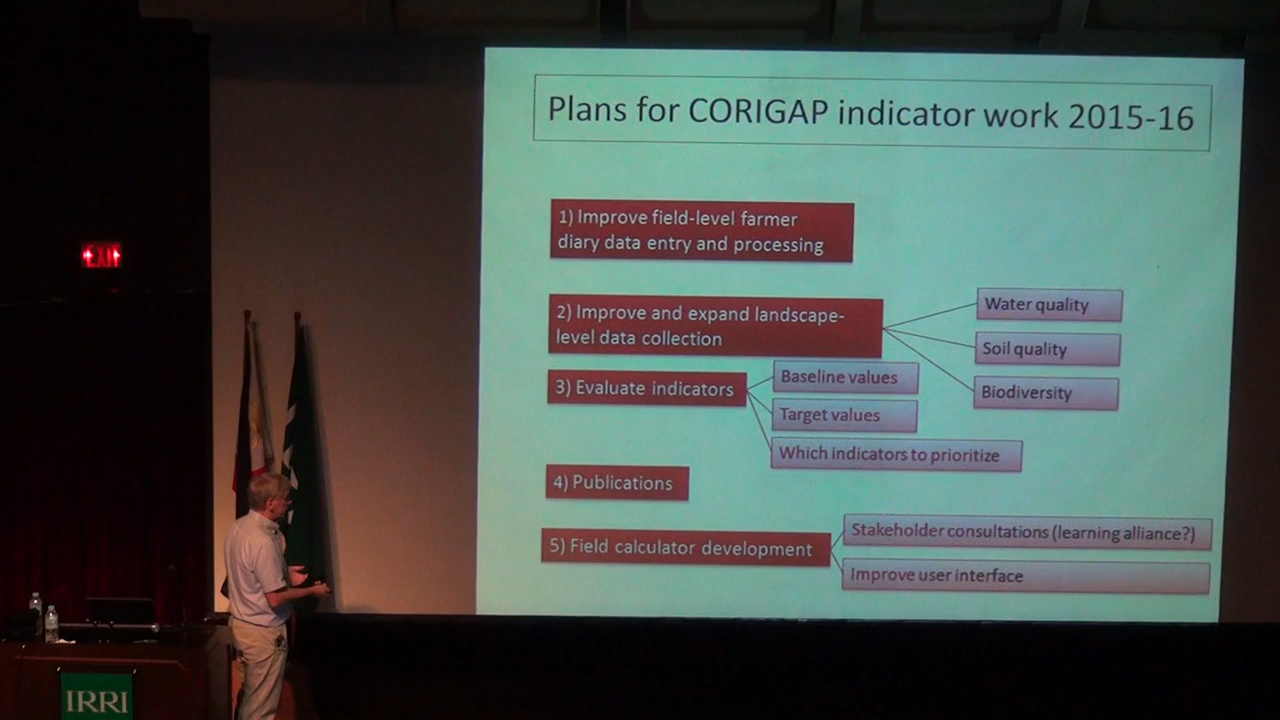 Plans for CORIGAP indicator work 2015-16
1) Improve field-level farmer
diary data entry and processing
2) Improve and expand landscape-
level data collection
Water quality
Soil quality
Biodiversity
3) Evaluate indicators
Baseline values
Target values
Which indicators to prioritize
4) Publications
5) Field calculator development
Stakeholder consultations (learning alliance?)
Improve user interface
EXIT
IRRI